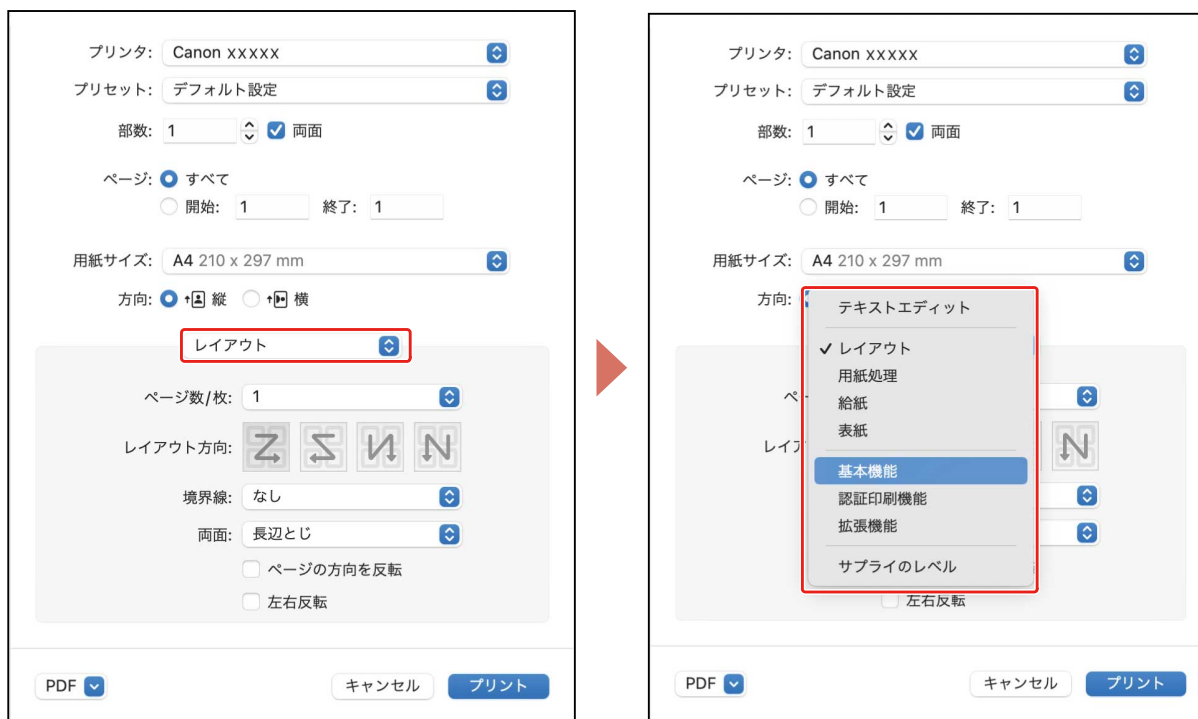 プリンタ: Canon xxxxx
プリセット: デフォルト設定
部数: 1 両面
ページ: すべて
開始: 1 終了: 1
用紙サイズ: A4 210 x 297 mm
方向: 縦 横
レイアウト
ページ数/枚: 1
レイアウト方向:
境界線: なし
両面: 長辺とじ
ページの方向を反転
左右反転
PDF キャンセル プリント
プリンタ: Canon xxxxx
プリセット: デフォルト設定
部数: 1 両面
ページ: すべて
開始: 1 終了: 1
用紙サイズ: A4 210 x 297 mm
方向:
テキストエディット
レイアウト
用紙処理
給紙
表紙
基本機能
認証印刷機能
拡張機能
サプライのレベル
左右反転
PDF キャンセル プリント